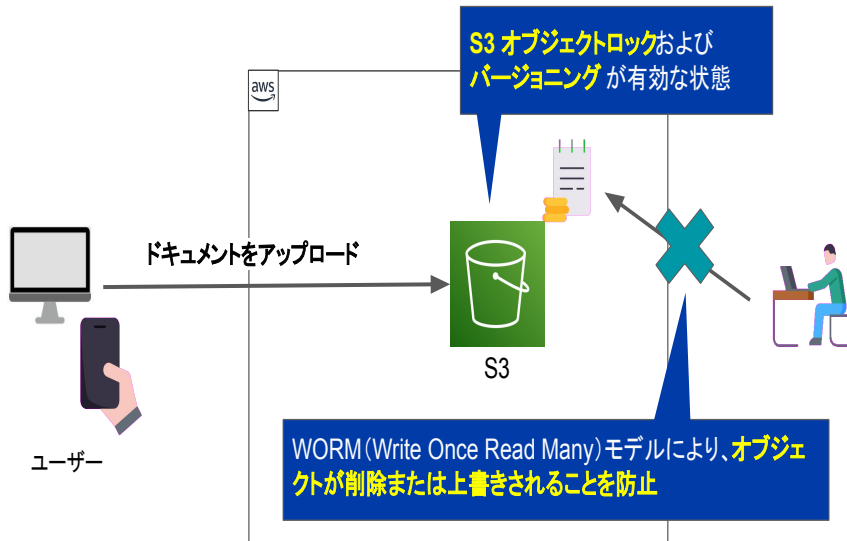 S3 オブジェクトロックおよび
バージョニング が有効な状態
aws
ドキュメントをアップロード
S3
ユーザー
WORM(Write Once Read Many)モデルにより、オブジェ
クトが削除または上書きされることを防止